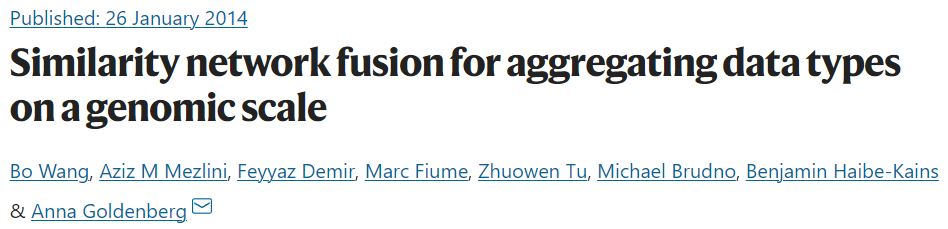 Published: 26 January 2014
Similarity network fusion for aggregating data types
on a genomic scale
Bo Wang, Aziz M Mezlini, Feyyaz Demir, Marc Fiume, Zhuowen Tu, Michael Brudno, Benjamin Haibe-Kains
& Anna Goldenberg